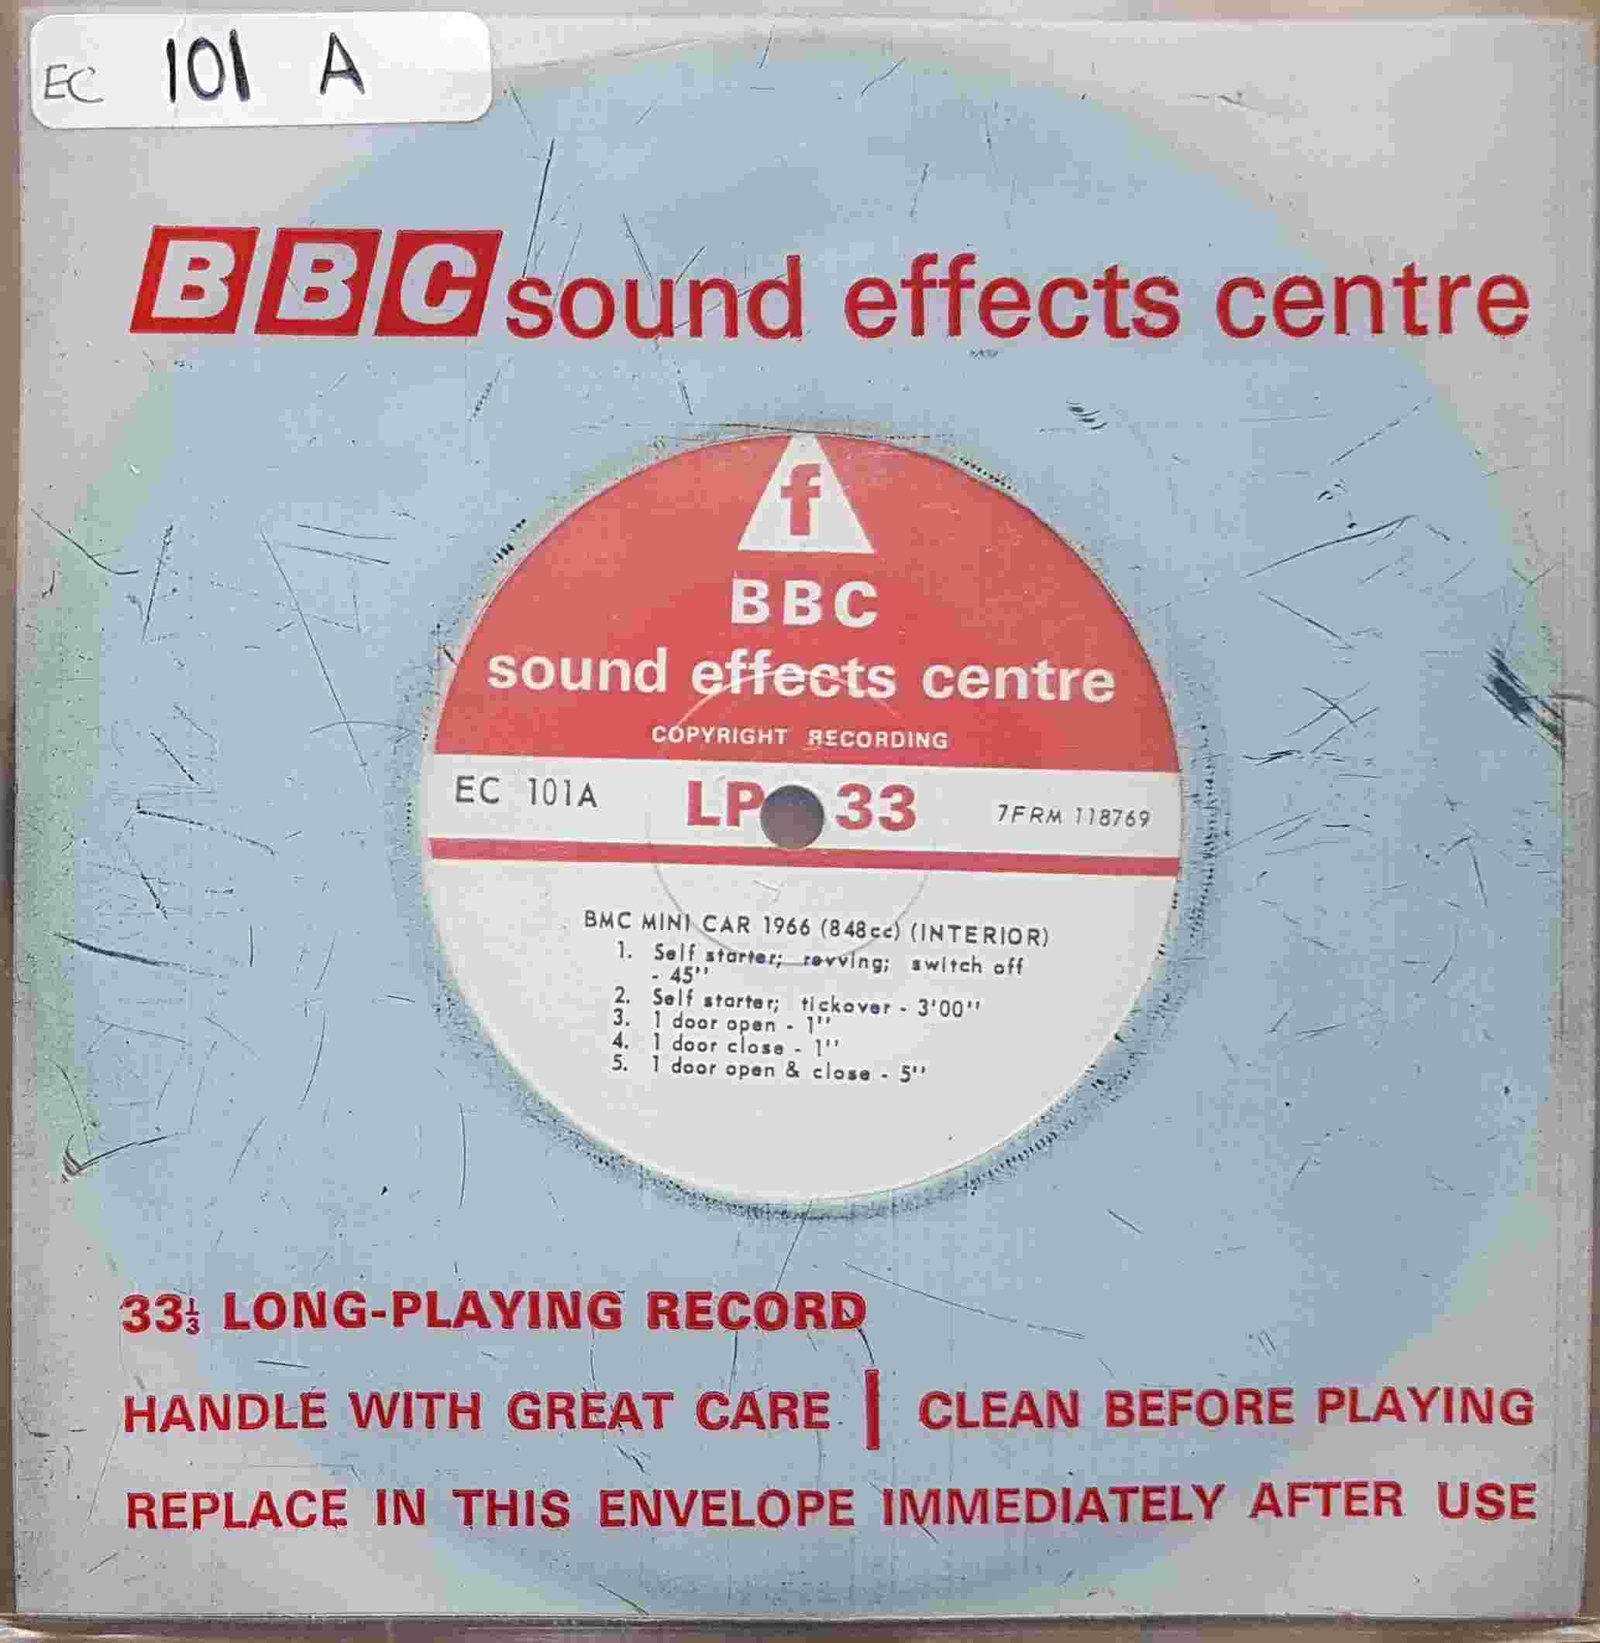 EC 101 A
BBC sound effects centre
f
BBC
sound effects centre
COPYRIGHT RECORDING
EC 101A LP 33 7FRM 118769
BMC MINI CAR 1966 (848cc) (INTERIOR)
1. Self starter; revving; switch off
- 45''
2. Self starter; tickover - 3'00''
3. 1 door open - 1''
4. 1 door close - 1''
5. 1 door open & close - 5''
33⅓ LONG-PLAYING RECORD
HANDLE WITH GREAT CARE | CLEAN BEFORE PLAYING
REPLACE IN THIS ENVELOPE IMMEDIATELY AFTER USE